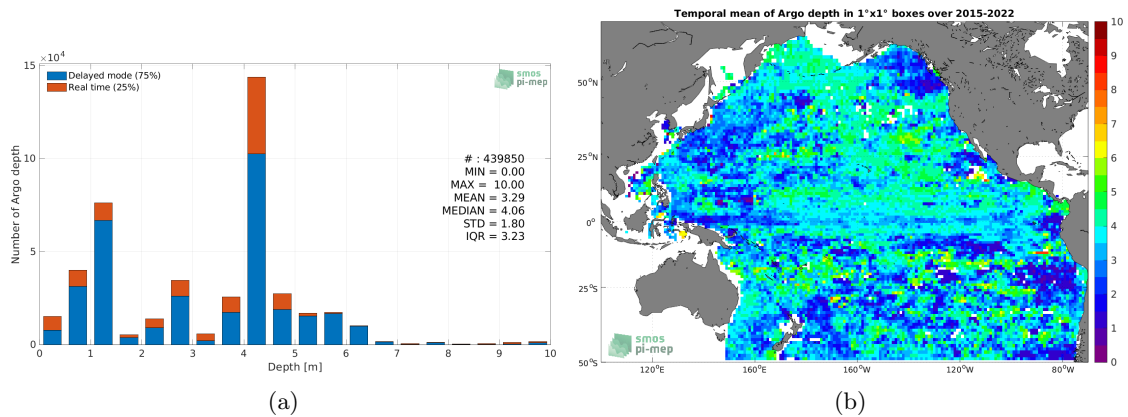 ×10⁴
15
10
5
0
Number of Argo depth
Delayed mode (75%)
Real time (25%)
smos
pi-mep
# : 439850
MIN = 0.00
MAX = 10.00
MEAN = 3.29
MEDIAN = 4.06
STD = 1.80
IQR = 3.23
0 1 2 3 4 5 6 7 8 9 10
Depth [m]
(a)
Temporal mean of Argo depth in 1°x1° boxes over 2015-2022
50°N
25°N
0°
25°S
50°S
120°E 160°E 160°W 120°W 80°W
smos
pi-mep
10
9
8
7
6
5
4
3
2
1
0
(b)